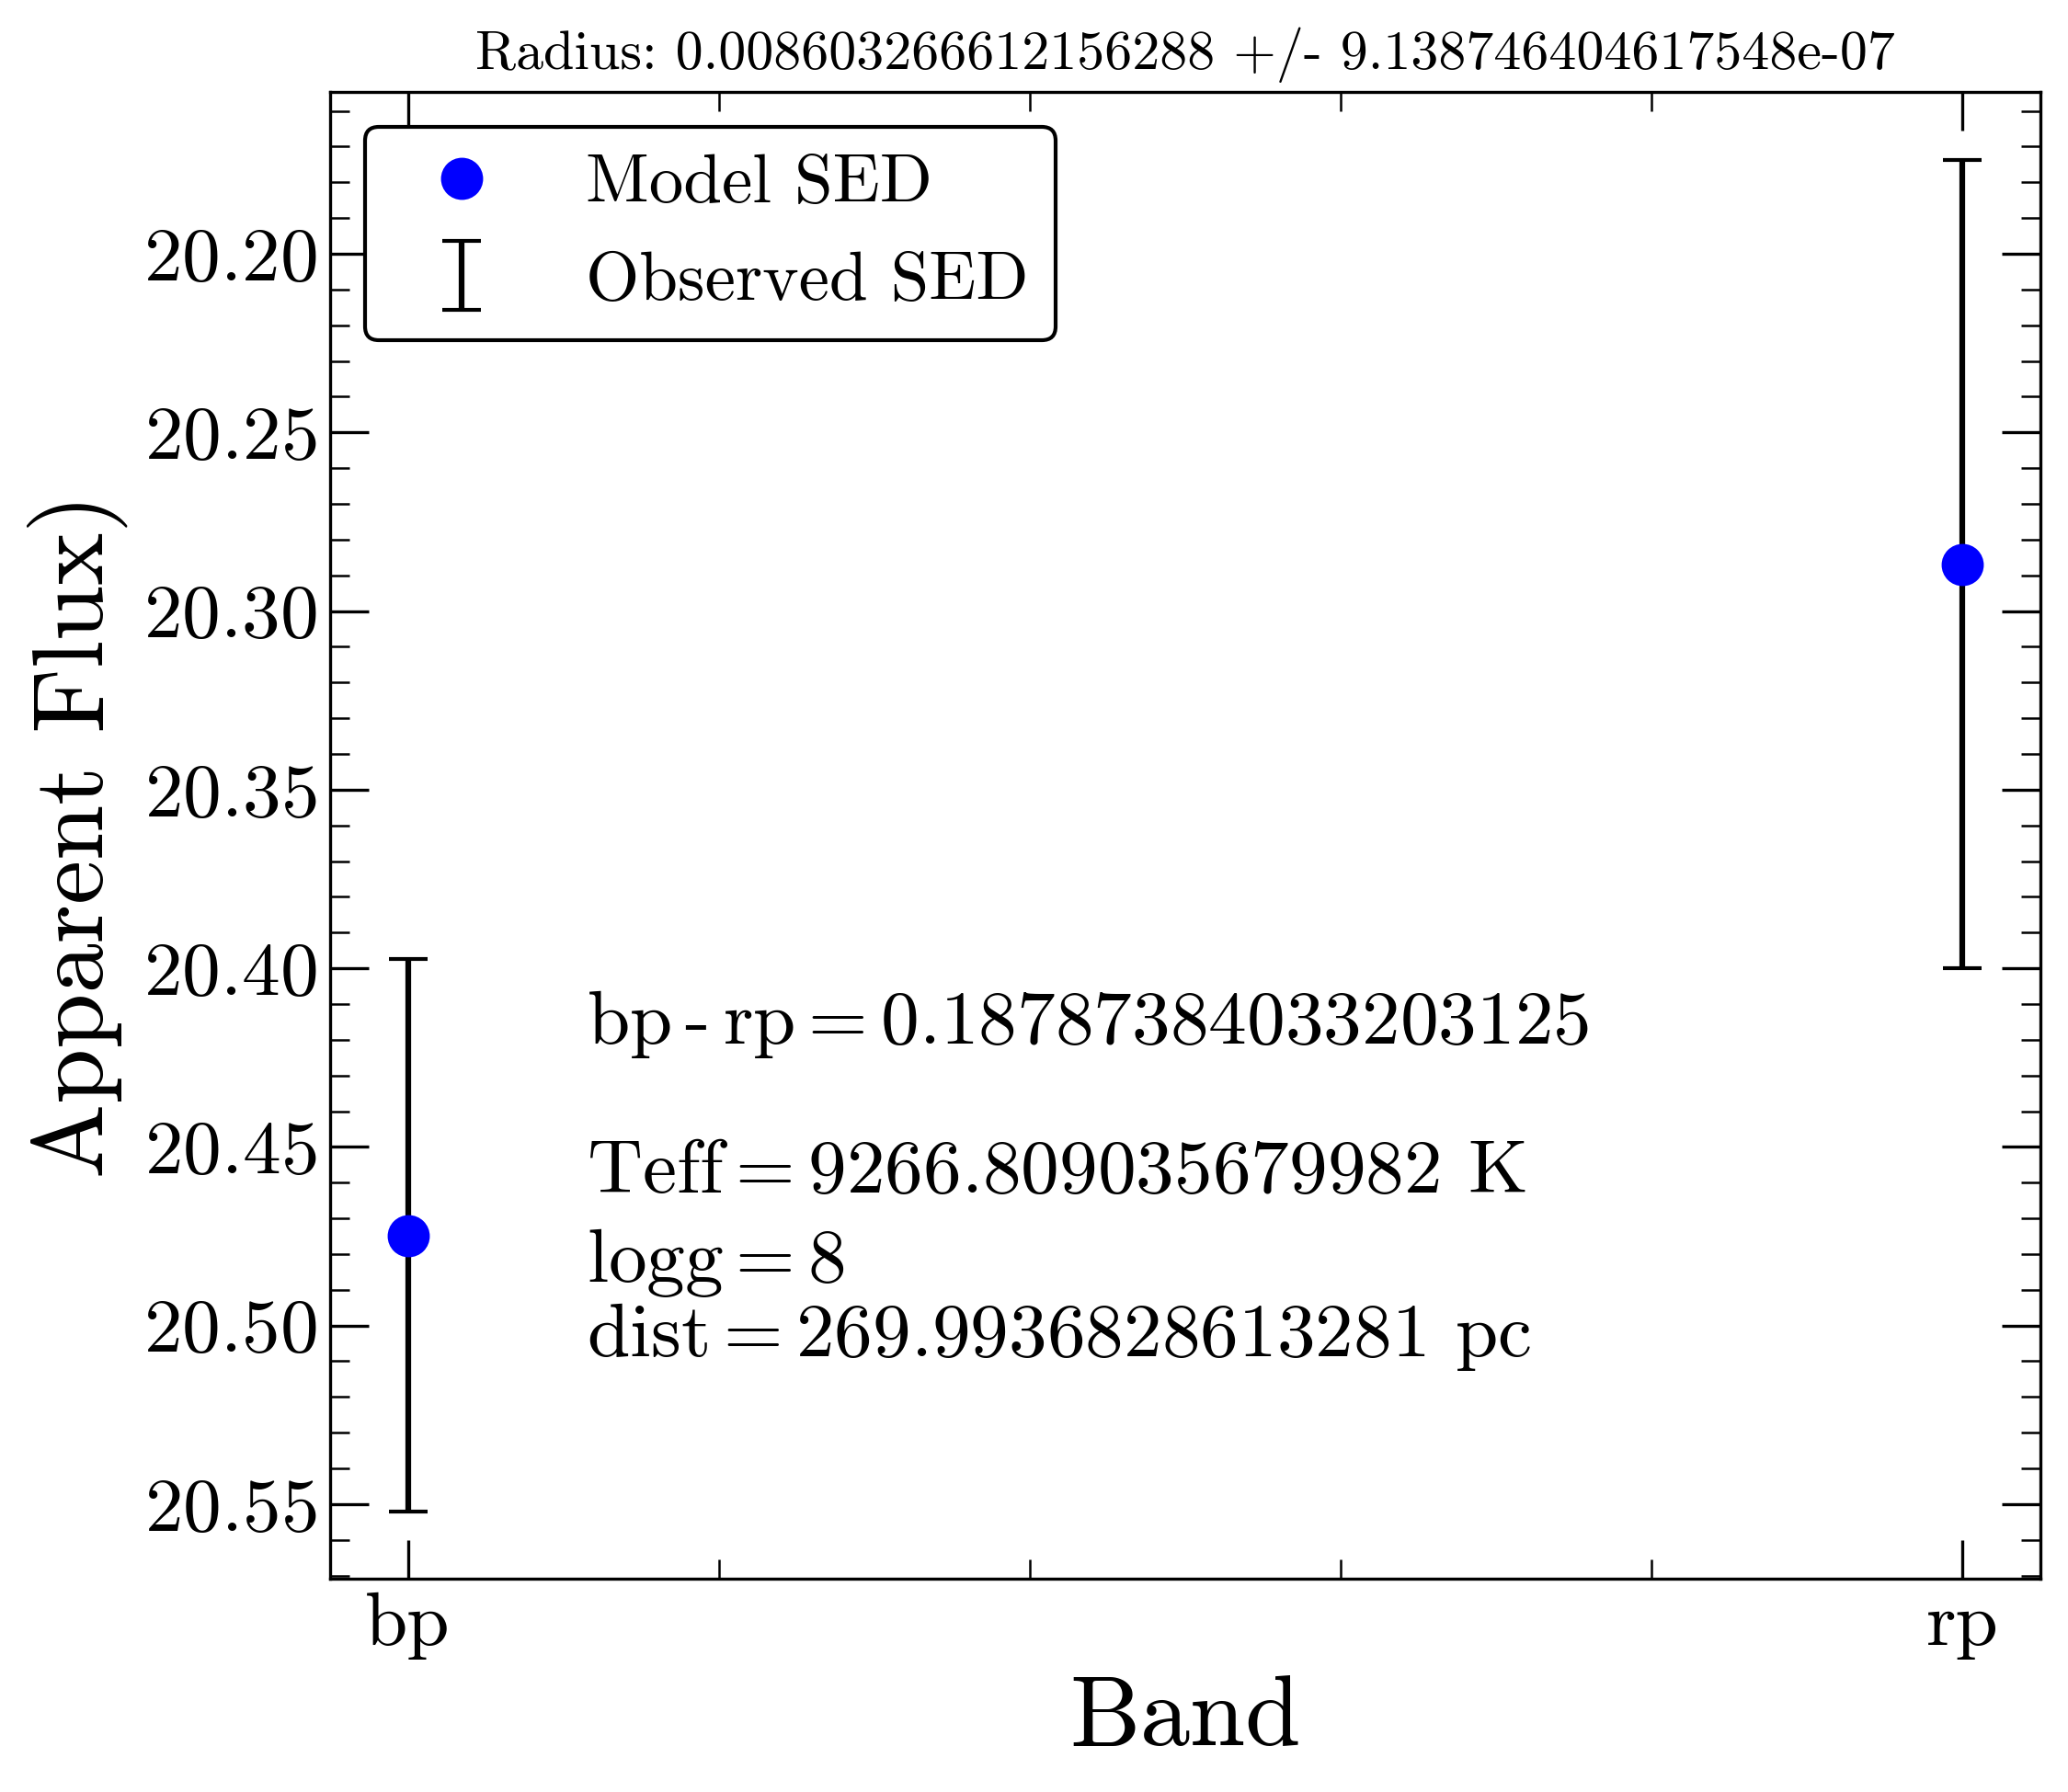 Radius: 0.008603266612156288 +/- 9.138746404617548e-07
Model SED
Observed SED
Apparent Flux)
20.20
20.25
20.30
20.35
20.40
20.45
20.50
20.55
bp - rp = 0.18787384033203125
Teff = 9266.809035679982 K
logg = 8
dist = 269.9936828613281 pc
bp
rp
Band